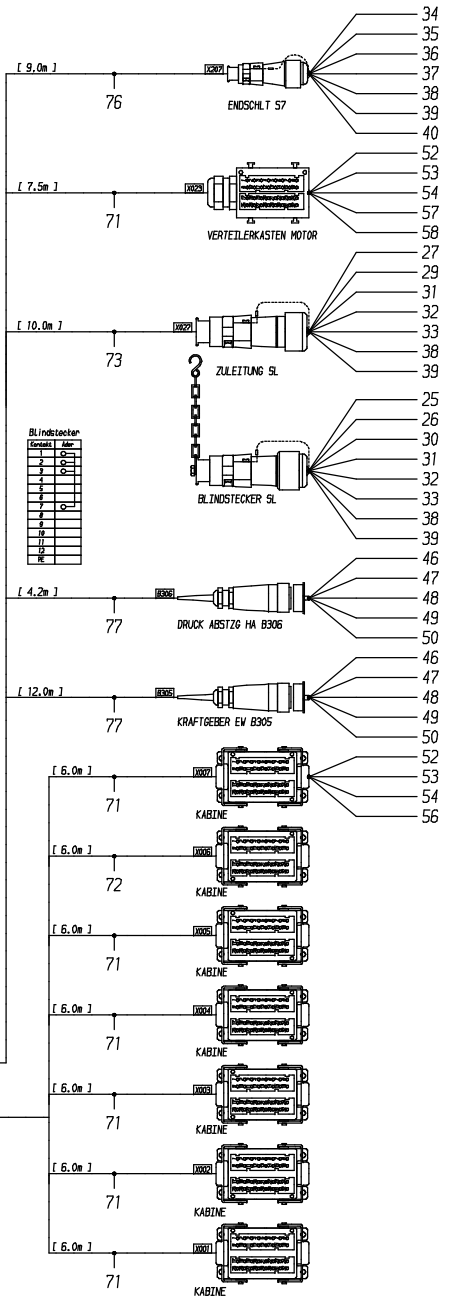 34
35
36
[ 9.0m ] X207 37
76 38
ENDSCHLT S7 39
40
52
53
[ 7.5m ] X023 54
71 57
58
VERTEILERKASTEN MOTOR
27
29
31
32
[ 10.0m ] X027 33
73 38
ZULEITUNG SL 39
25
26
30
31
32
33
38
39
BLINDSTECKER SL
Blindstecker
Kontakt Ader
1
2
3
4
5
6
7
8
9
10
11
12
PE
46
47
[ 4.2m ] B306 48
77 49
DRUCK ABSTZG HA B306 50
46
47
[ 12.0m ] B305 48
77 49
KRAFTGEBER EW B305 50
52
[ 6.0m ] X007 53
71 54
KABINE 56
[ 6.0m ] X006
72
KABINE
[ 6.0m ] X005
71
KABINE
[ 6.0m ] X004
71
KABINE
[ 6.0m ] X003
71
KABINE
[ 6.0m ] X002
71
KABINE
[ 6.0m ] X001
71
KABINE